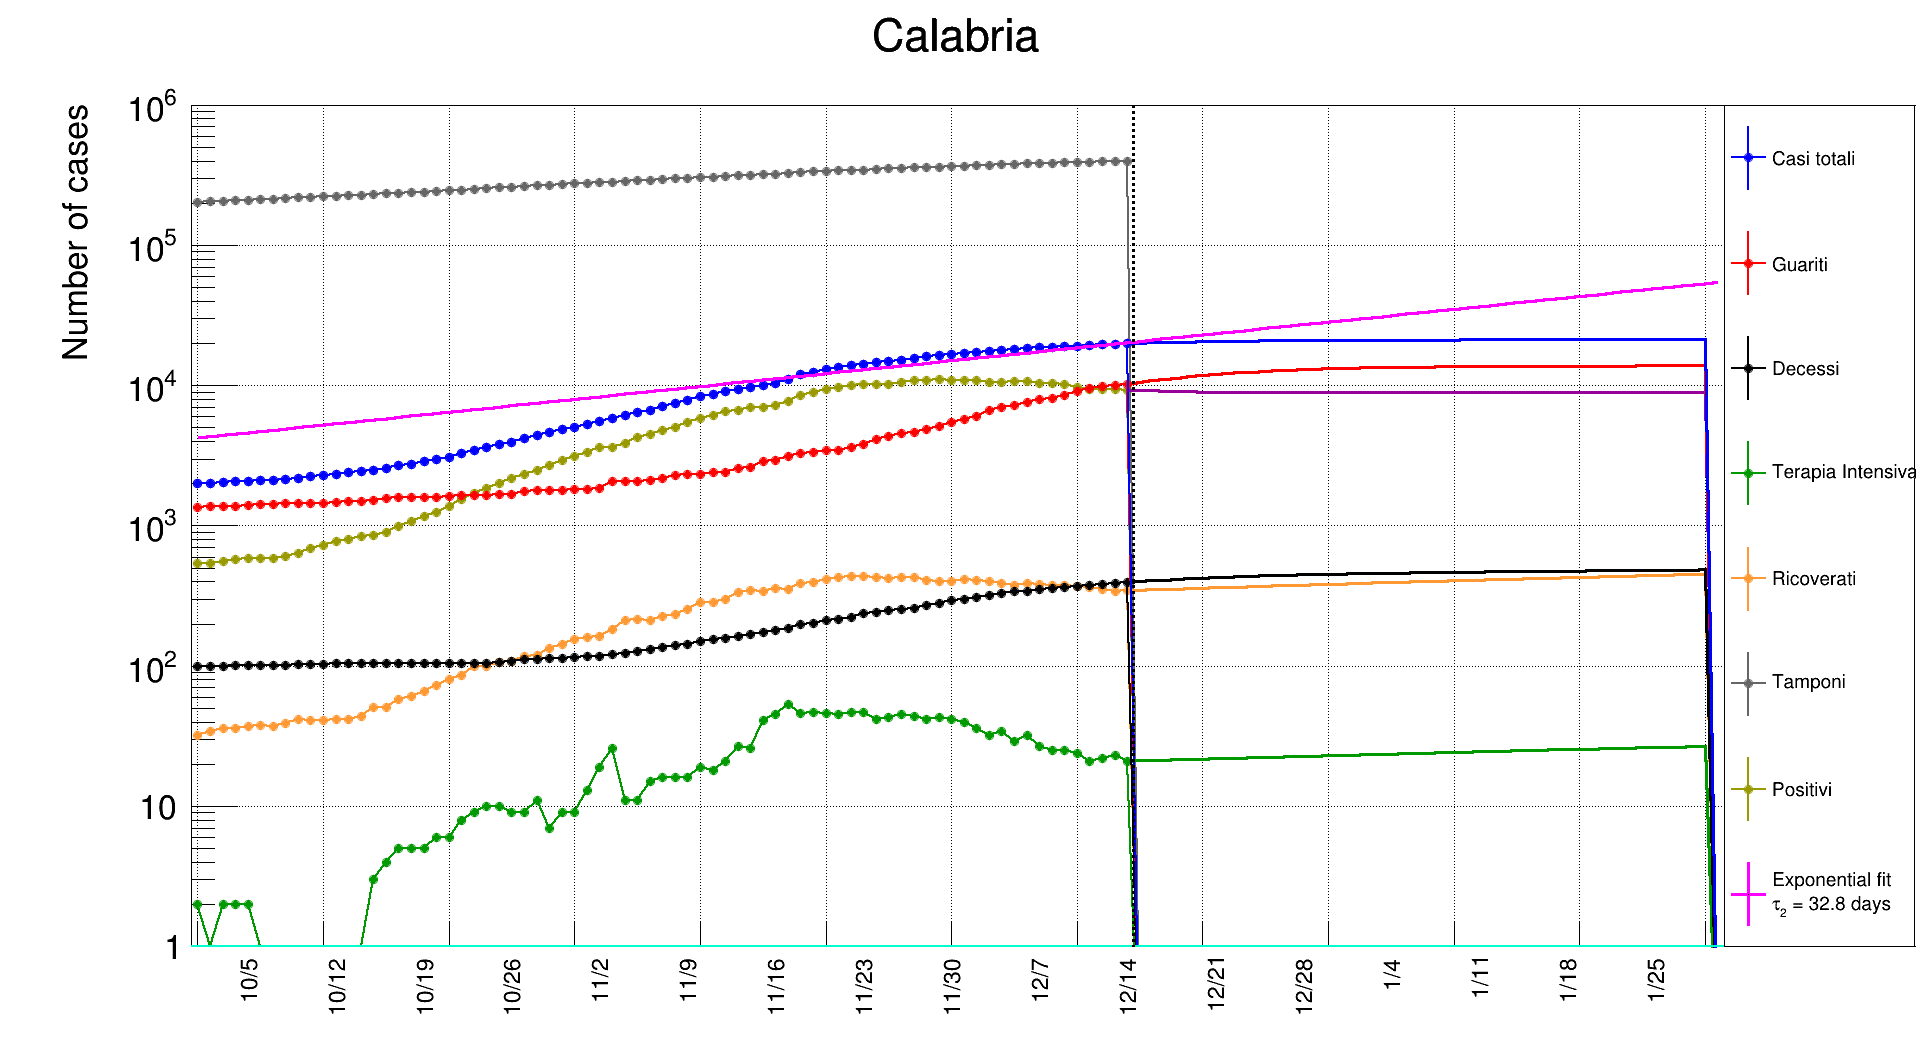 Calabria
Number of cases
10^6
10^5
10^4
10^3
10^2
10
1
10/5
10/12
10/19
10/26
11/2
11/9
11/16
11/23
11/30
12/7
12/14
12/21
12/28
1/4
1/11
1/18
1/25
Casi totali
Guariti
Decessi
Terapia Intensiva
Ricoverati
Tamponi
Positivi
Exponential fit
τ₂ = 32.8 days